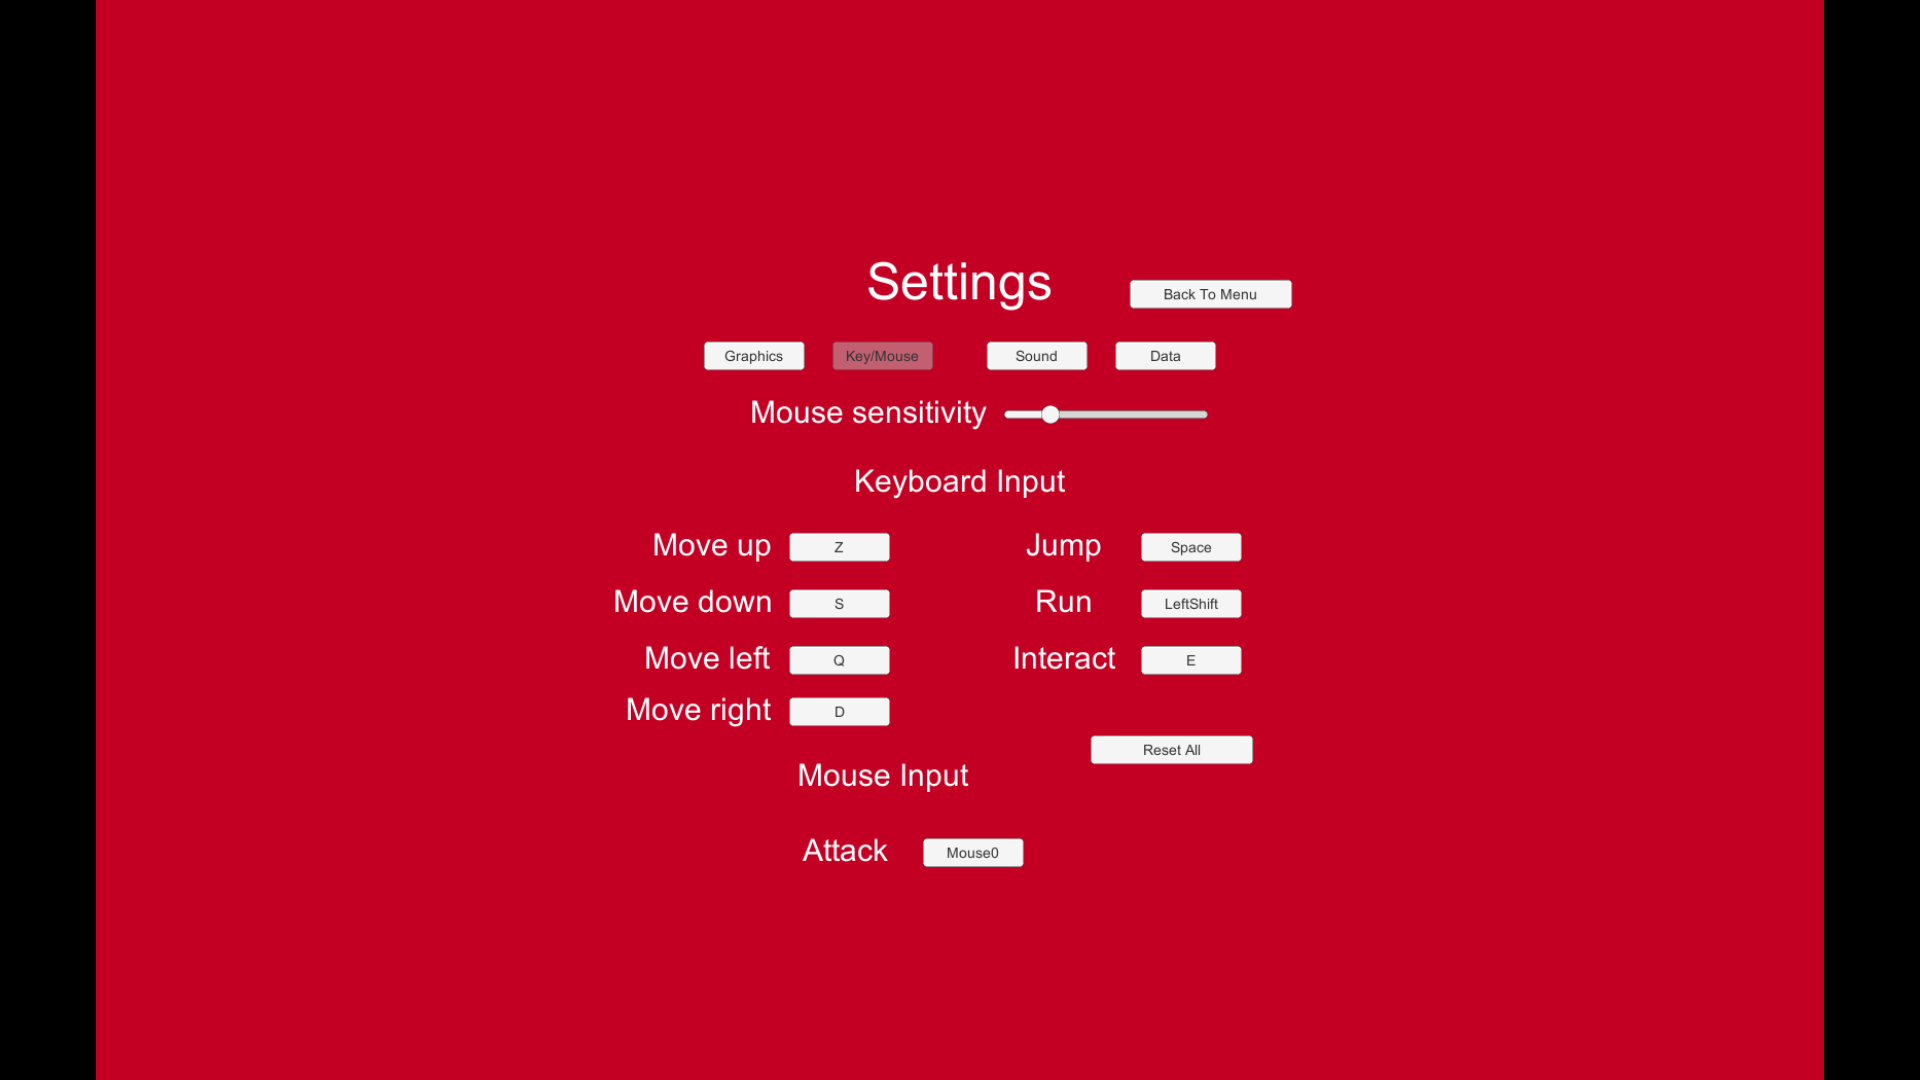 Settings
Back To Menu
Graphics
Key/Mouse
Sound
Data
Mouse sensitivity
Keyboard Input
Move up Z
Jump Space
Move down S
Run LeftShift
Move left Q
Interact E
Move right D
Reset All
Mouse Input
Attack Mouse0